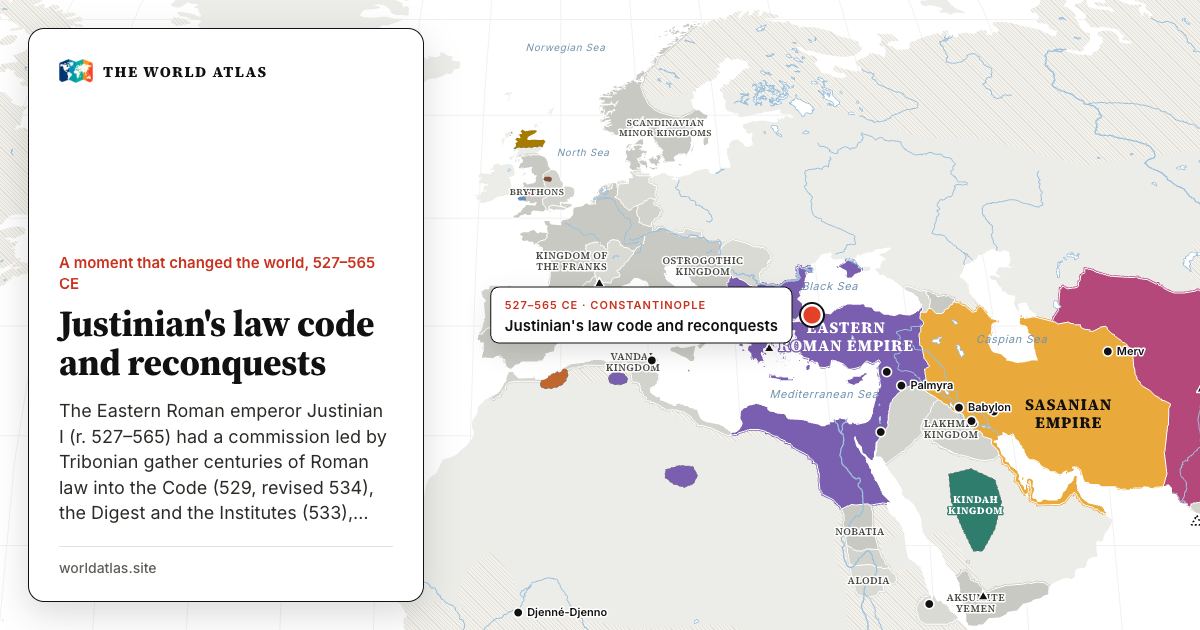 THE WORLD ATLAS
A moment that changed the world, 527–565
CE
Justinian's law code
and reconquests
The Eastern Roman emperor Justinian
I (r. 527–565) had a commission led by
Tribonian gather centuries of Roman
law into the Code (529, revised 534),
the Digest and the Institutes (533),...
worldatlas.site
Norwegian Sea
SCANDINAVIAN
MINOR KINGDOMS
North Sea
BRYTHONS
KINGDOM OF
THE FRANKS
OSTROGOTHIC
KINGDOM
Black Sea
527–565 CE · CONSTANTINOPLE
Justinian's law code and reconquests
EASTERN
ROMAN EMPIRE
Caspian Sea
Merv
VANDAL
KINGDOM
Mediterranean Sea
Palmyra
Babylon
SASANIAN
EMPIRE
LAKHMID
KINGDOM
KINDAH
KINGDOM
NOBATIA
ALODIA
AKSUMITE
YEMEN
Djenné-Djenno